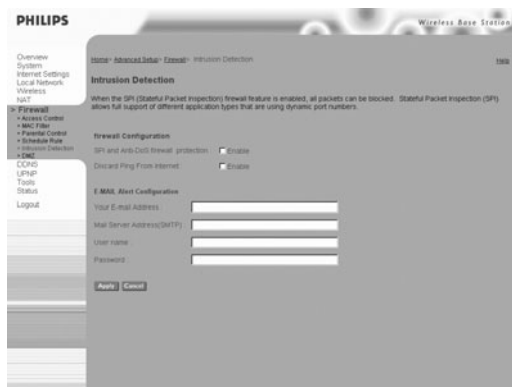 PHILIPS
Wireless Base Station
Home> Advanced Setup> Firewall> Intrusion Detection
Help
Overview
System
Internet Settings
Local Network
Wireless
NAT
» Firewall
• Access Control
• MAC Filter
• Parental Control
• Schedule Rule
• Intrusion Detection
• DMZ
DDNS
UPNP
Tools
Status
Logout
Intrusion Detection
When the SPI (Stateful Packet Inspection) firewall feature is enabled, all packets can be blocked. Stateful Packet Inspection (SPI)
allows full support of different application types that are using dynamic port numbers.
firewall Configuration
SPI and Anti-DoS firewall protection: Enable
Discard Ping From Internet: Enable
E-MAIL Alert Configuration
Your E-mail Address :
Mail Server Address(SMTP) :
User name :
Password :
Apply Cancel